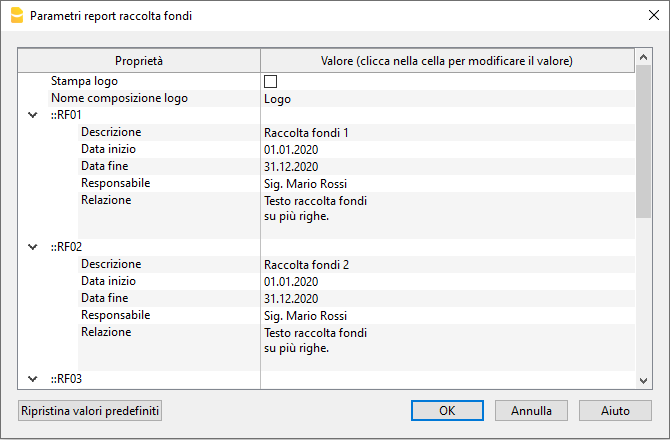 Parametri report raccolta fondi
Proprietà Valore (clicca nella cella per modificare il valore)
Stampa logo
Nome composizione logo Logo
::RF01
Descrizione Raccolta fondi 1
Data inizio 01.01.2020
Data fine 31.12.2020
Responsabile Sig. Mario Rossi
Relazione Testo raccolta fondi
su più righe.
::RF02
Descrizione Raccolta fondi 2
Data inizio 01.01.2020
Data fine 31.12.2020
Responsabile Sig. Mario Rossi
Relazione Testo raccolta fondi
su più righe.
::RF03
Ripristina valori predefiniti OK Annulla Aiuto